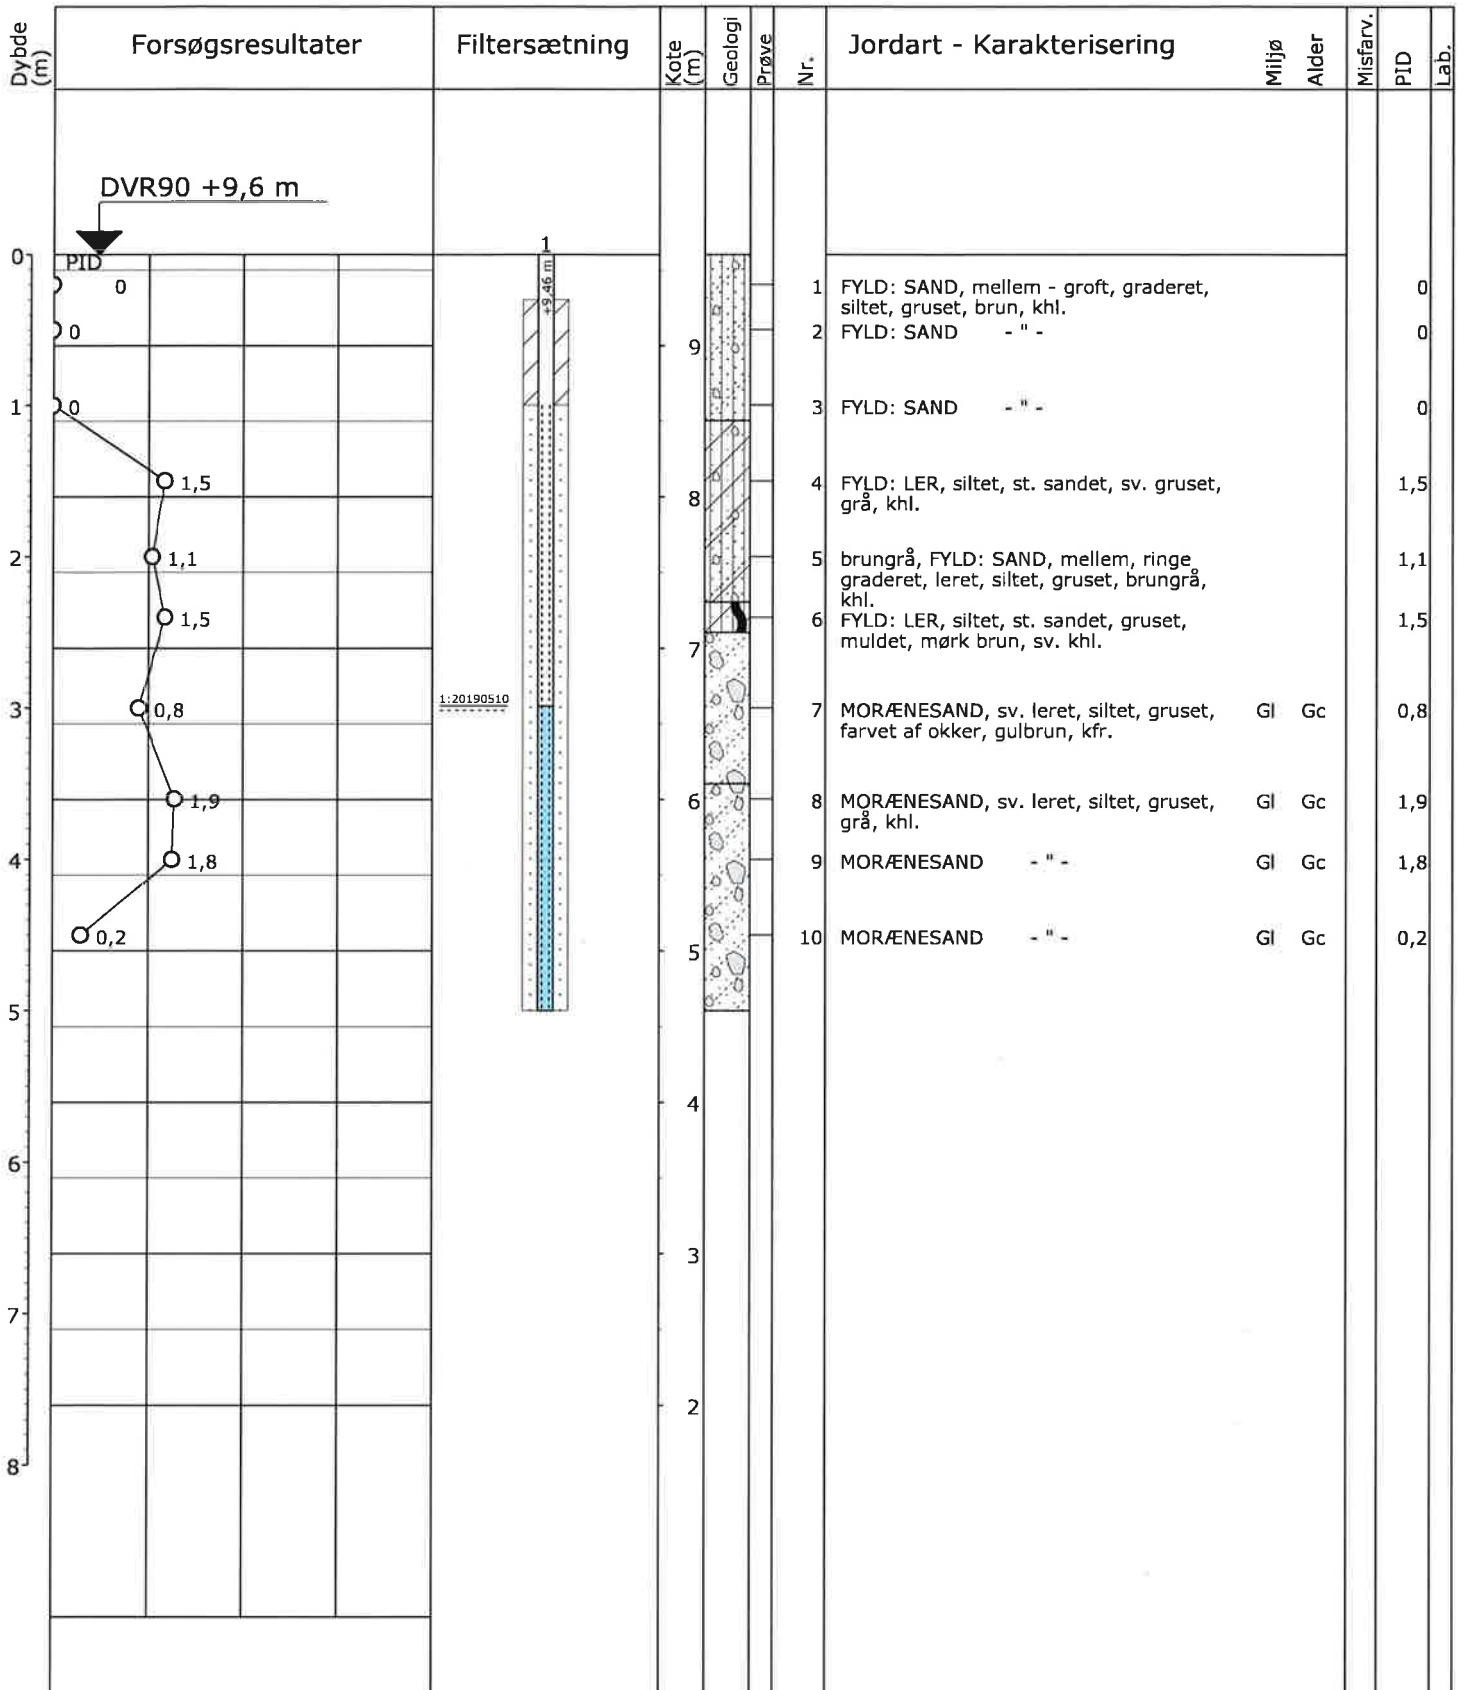 Dybde (m)
Forsøgsresultater
Filtersætning
Kote (m)
Geologi
Prøve
Nr.
Jordart - Karakterisering
Miljø
Alder
Misfarv.
PID
Lab.
DVR90 +9,6 m
1
+9,46 m
0
PID
0
0
1
0
1,5
2
1,1
1,5
3
0,8
1,9
4
1,8
0,2
5
6
7
8
1:20190510
9
8
7
6
5
4
3
2
1 FYLD: SAND, mellem - groft, graderet, 0
siltet, gruset, brun, khl.
2 FYLD: SAND - " - 0
3 FYLD: SAND - " - 0
4 FYLD: LER, siltet, st. sandet, sv. gruset, 1,5
grå, khl.
5 brungrå, FYLD: SAND, mellem, ringe 1,1
graderet, leret, siltet, gruset, brungrå,
khl.
6 FYLD: LER, siltet, st. sandet, gruset, 1,5
muldet, mørk brun, sv. khl.
7 MORÆNESAND, sv. leret, siltet, gruset, Gl Gc 0,8
farvet af okker, gulbrun, kfr.
8 MORÆNESAND, sv. leret, siltet, gruset, Gl Gc 1,9
grå, khl.
9 MORÆNESAND - " - Gl Gc 1,8
10 MORÆNESAND - " - Gl Gc 0,2